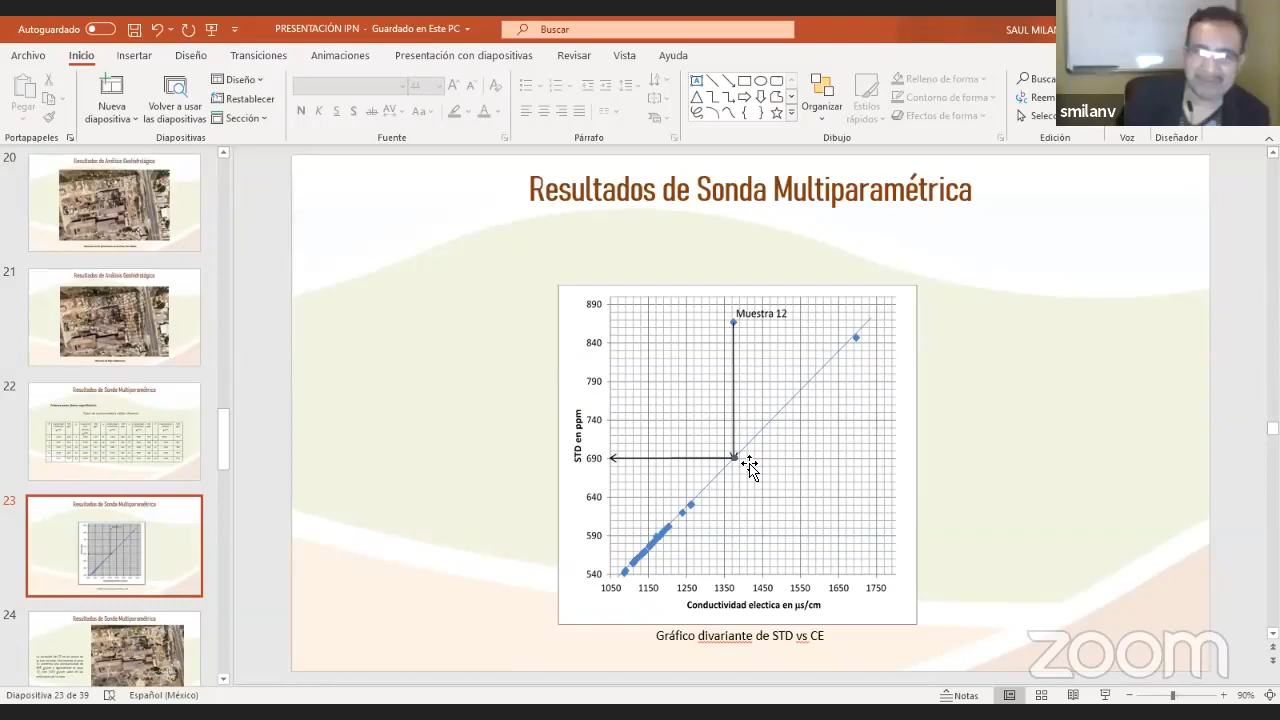 Autoguardado
PRESENTACIÓN IPN - Guardado en Este PC
Buscar
SAUL MILAN
Archivo Inicio Insertar Diseño Transiciones Animaciones Presentación con diapositivas Revisar Vista Ayuda
Pegar
Nueva diapositiva
Volver a usar las diapositivas
Diseño
Restablecer
Sección
N K S ab AV Aa A
Organizar
Estilos rápidos
Relleno de forma
Contorno de forma
Efectos de forma
Busca
Reem
Selec
smilanv
Portapapeles Diapositivas Fuente Párrafo Dibujo Edición Voz Diseñador
20
Resultados de Análisis Geohidrológico
21
Resultados de Análisis Geohidrológico
22
Resultados de Sonda Multiparamétrica
23
Resultados de Sonda Multiparamétrica
24
Resultados de Sonda Multiparamétrica
Resultados de Sonda Multiparamétrica
STD en ppm
890
840
790
740
690
640
590
540
Muestra 12
1050 1150 1250 1350 1450 1550 1650 1750
Conductividad electica en µs/cm
Gráfico divariante de STD vs CE
zoom
Diapositiva 23 de 39 Español (México) Notas 90%